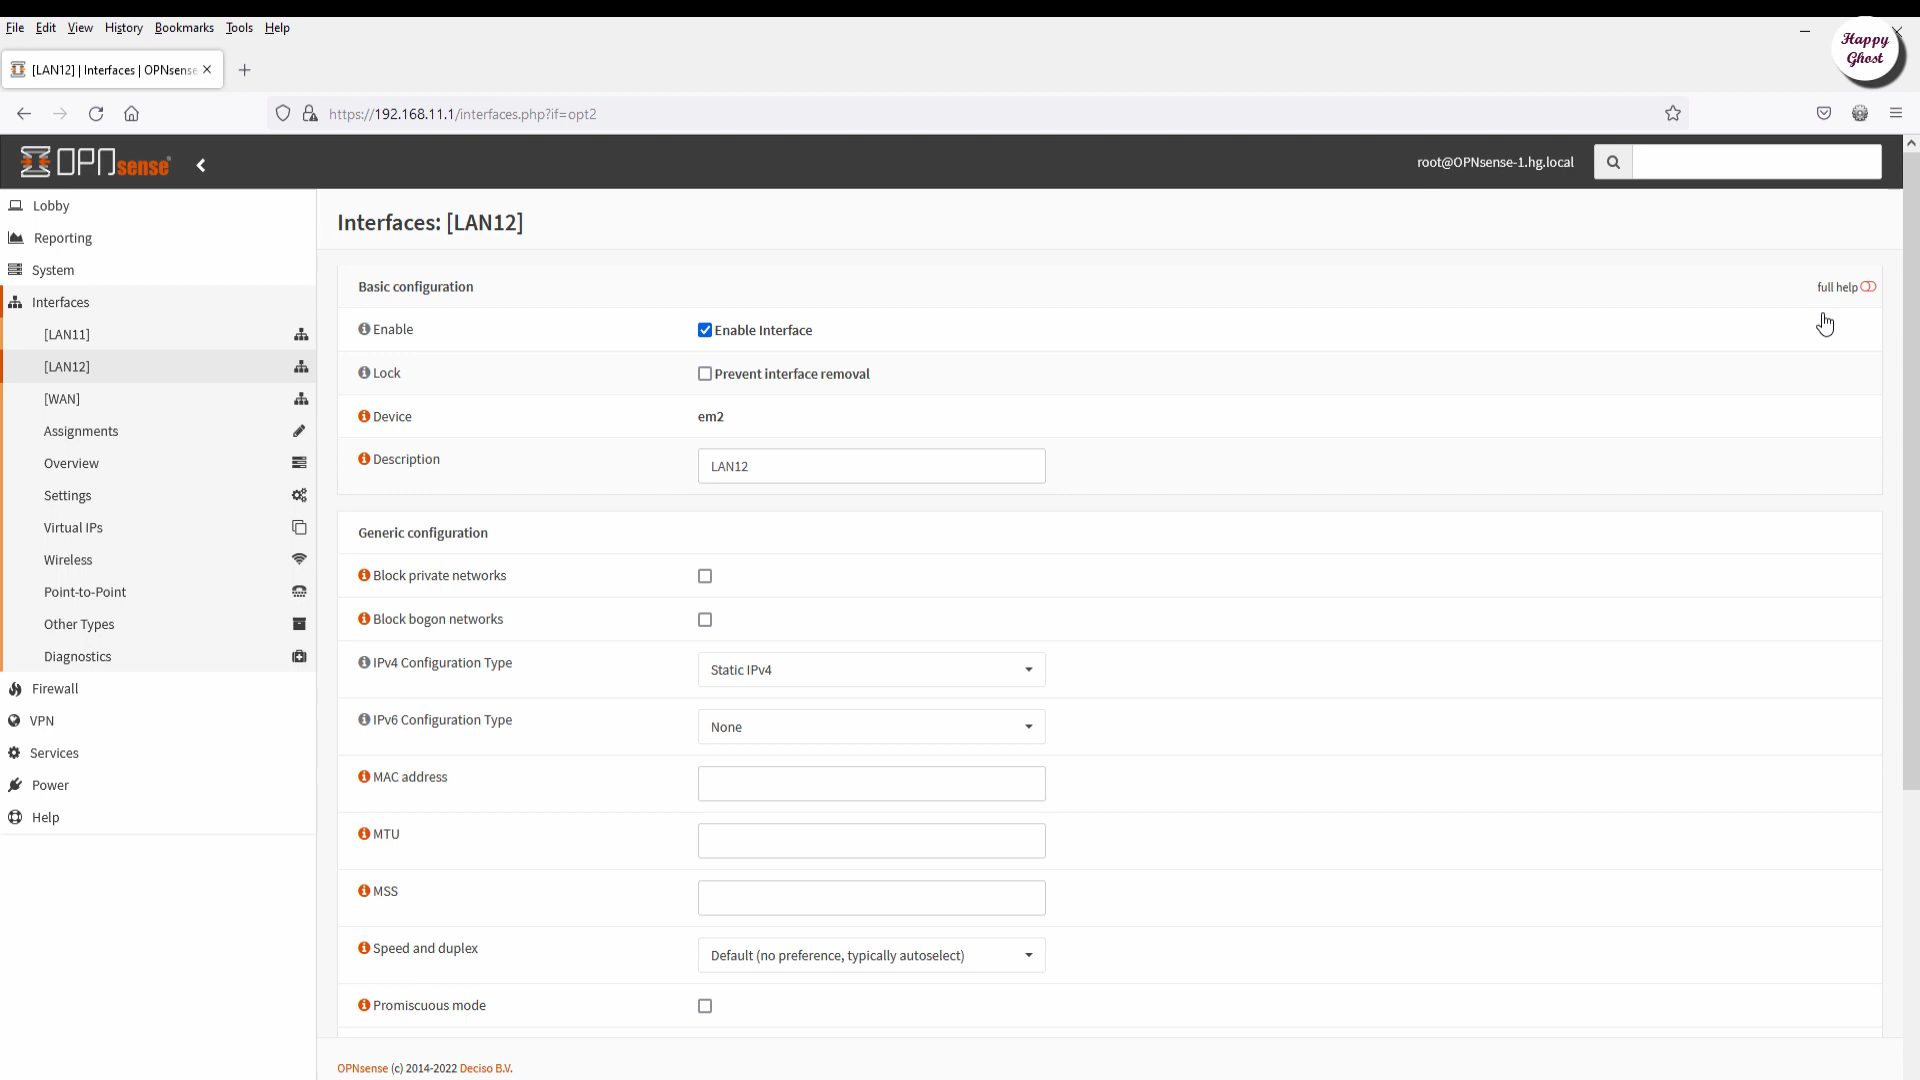 File Edit View History Bookmarks Tools Help
Happy
Ghost
[LAN12] | Interfaces | OPNsense
https://192.168.11.1/interfaces.php?if=opt2
OPNsense
root@OPNsense-1.hg.local
Lobby
Reporting
System
Interfaces
[LAN11]
[LAN12]
[WAN]
Assignments
Overview
Settings
Virtual IPs
Wireless
Point-to-Point
Other Types
Diagnostics
Firewall
VPN
Services
Power
Help
Interfaces: [LAN12]
Basic configuration full help
Enable Enable Interface
Lock Prevent interface removal
Device em2
Description LAN12
Generic configuration
Block private networks
Block bogon networks
IPv4 Configuration Type Static IPv4
IPv6 Configuration Type None
MAC address
MTU
MSS
Speed and duplex Default (no preference, typically autoselect)
Promiscuous mode
OPNsense (c) 2014-2022 Deciso B.V.